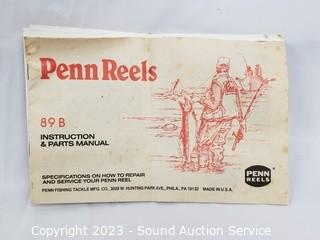 Penn Reels
89 B
INSTRUCTION
& PARTS MANUAL
SPECIFICATIONS ON HOW TO REPAIR
AND SERVICE YOUR PENN REEL
PENN FISHING TACKLE MFG. CO., 3028 W. HUNTING PARK AVE., PHILA., PA 19132 MADE IN U.S.A.
PENN
REELS
Copyright 2023 - Sound Auction Service